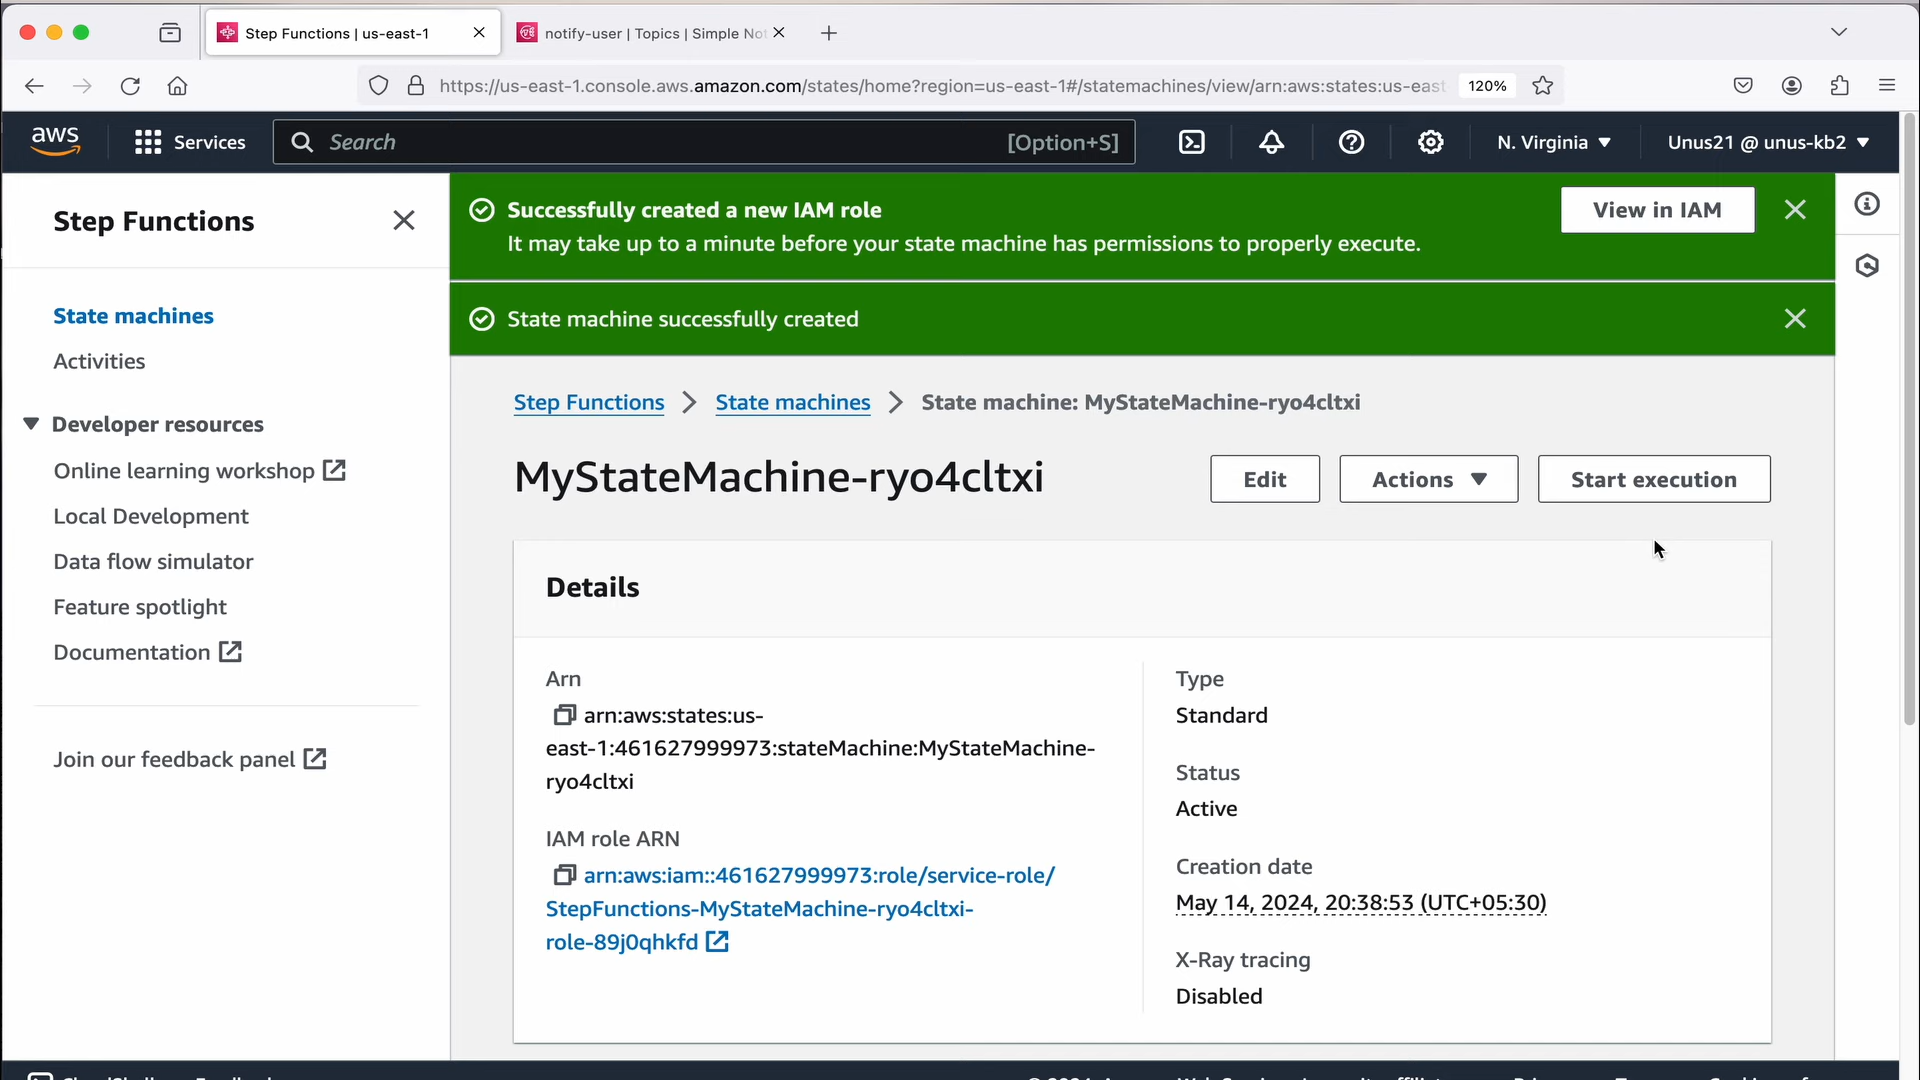 Step Functions | us-east-1
notify-user | Topics | Simple Not
https://us-east-1.console.aws.amazon.com/states/home?region=us-east-1#/statemachines/view/arn:aws:states:us-east
120%
aws
Services
Search
[Option+S]
N. Virginia
Unus21 @ unus-kb2
Step Functions
State machines
Activities
Developer resources
Online learning workshop
Local Development
Data flow simulator
Feature spotlight
Documentation
Join our feedback panel
Successfully created a new IAM role
It may take up to a minute before your state machine has permissions to properly execute.
View in IAM
State machine successfully created
Step Functions
State machines
State machine: MyStateMachine-ryo4cltxi
MyStateMachine-ryo4cltxi
Edit
Actions
Start execution
Details
Arn
arn:aws:states:us-
east-1:461627999973:stateMachine:MyStateMachine-
ryo4cltxi
IAM role ARN
arn:aws:iam::461627999973:role/service-role/
StepFunctions-MyStateMachine-ryo4cltxi-
role-89j0qhkfd
Type
Standard
Status
Active
Creation date
May 14, 2024, 20:38:53 (UTC+05:30)
X-Ray tracing
Disabled